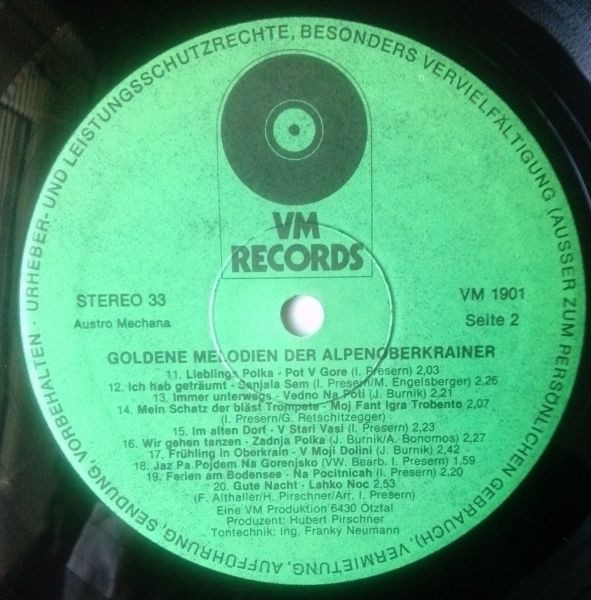 URHEBER- UND LEISTUNGSSCHUTZRECHTE, BESONDERS VERVIELFÄLTIGUNG (AUSSER ZUM PERSÖNLICHEN GEBRAUCH), VERMIETUNG, AUFFÜHRUNG, SENDUNG, VORBEHALTEN ·
VM
RECORDS
STEREO 33
VM 1901
Austro Mechana
Seite 2
GOLDENE MELODIEN DER ALPENOBERKRAINER
11. Lieblings Polka - Pot V Gore (I. Presern) 2,03
12. Ich hab geträumt - Sanjala Sem (I. Presern/M. Engelsberger) 2,26
13. Immer unterwegs - Vedno Na Poti (J. Burnik) 2,21
14. Mein Schatz der bläst Trompete - Moj Fant Igra Trobento 2,07
(I. Presern/G. Retschitzegger)
15. Im alten Dorf - V Stari Vasi (I. Presern) 2,23
16. Wir gehen tanzen - Zadnja Polka (J. Burnik/A. Bonomos) 2,27
17. Frühling in Oberkrain - V Moji Dolini (J. Burnik) 2,42
18. Jaz Pa Pojdem Na Gorenjsko (VW. Bearb. I. Presern) 1,59
19. Ferien am Bodensee - Na Pocitnicah (I. Presern) 2,20
20. Gute Nacht - Lahko Noc 2,53
(F. Althaller/H. Pirschner/Arr. I. Presern)
Eine VM Produktion 6430 Ötztal
Produzent: Hubert Pirschner
Tontechnik: Ing. Franky Neumann